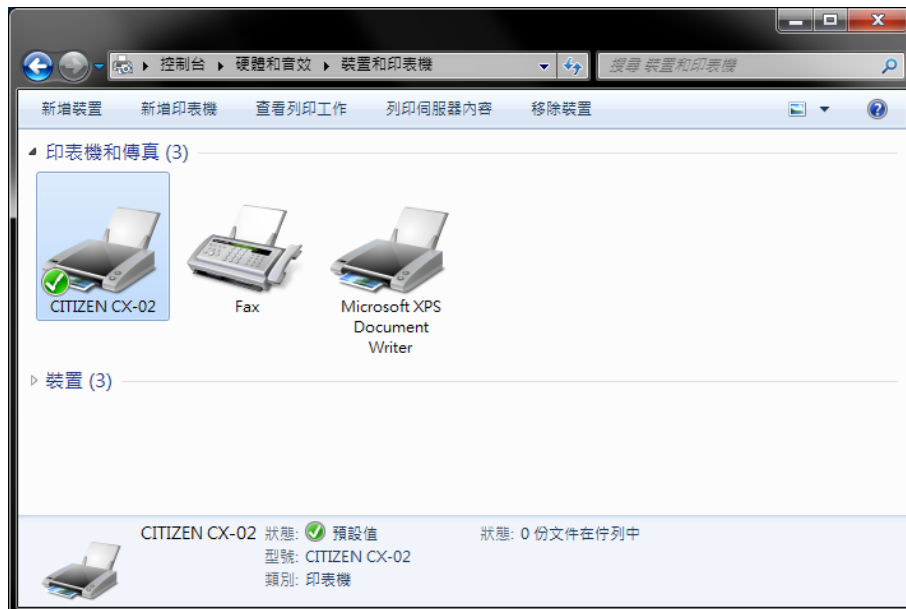 控制台 硬體和音效 裝置和印表機 搜尋 裝置和印表機
新增裝置 新增印表機 查看列印工作 列印伺服器內容 移除裝置
印表機和傳真 (3)
CITIZEN CX-02
Fax
Microsoft XPS
Document
Writer
裝置 (3)
CITIZEN CX-02 狀態: 預設值 狀態: 0 份文件在佇列中
型號: CITIZEN CX-02
類別: 印表機